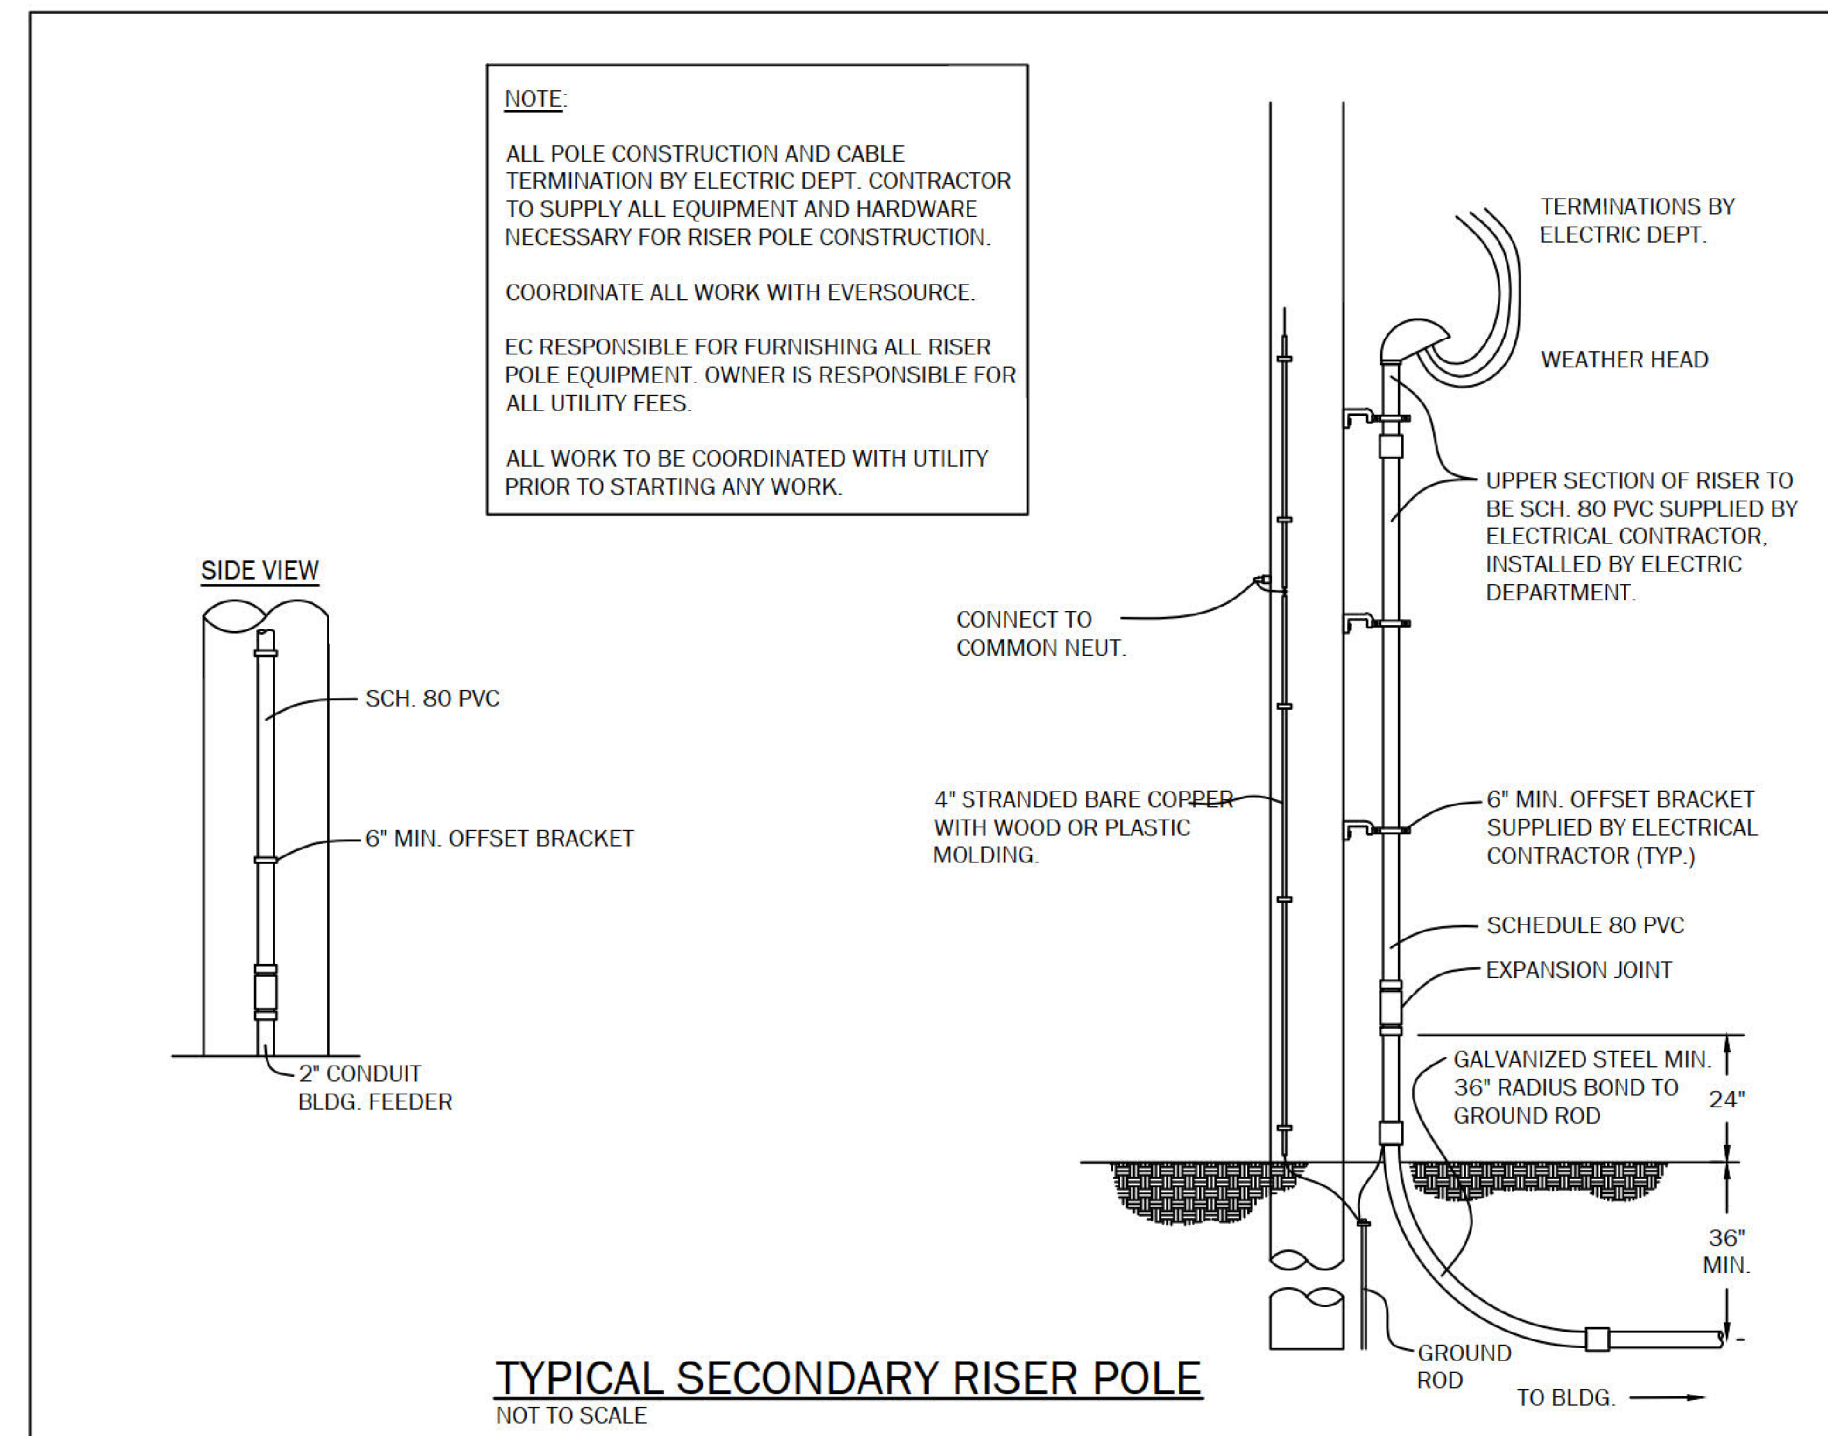 NOTE:
ALL POLE CONSTRUCTION AND CABLE
TERMINATION BY ELECTRIC DEPT. CONTRACTOR
TO SUPPLY ALL EQUIPMENT AND HARDWARE
NECESSARY FOR RISER POLE CONSTRUCTION.
COORDINATE ALL WORK WITH EVERSOURCE.
EC RESPONSIBLE FOR FURNISHING ALL RISER
POLE EQUIPMENT. OWNER IS RESPONSIBLE FOR
ALL UTILITY FEES.
ALL WORK TO BE COORDINATED WITH UTILITY
PRIOR TO STARTING ANY WORK.
SIDE VIEW
SCH. 80 PVC
6" MIN. OFFSET BRACKET
2" CONDUIT
BLDG. FEEDER
CONNECT TO
COMMON NEUT.
4" STRANDED BARE COPPER
WITH WOOD OR PLASTIC
MOLDING.
TERMINATIONS BY
ELECTRIC DEPT.
WEATHER HEAD
UPPER SECTION OF RISER TO
BE SCH. 80 PVC SUPPLIED BY
ELECTRICAL CONTRACTOR,
INSTALLED BY ELECTRIC
DEPARTMENT.
6" MIN. OFFSET BRACKET
SUPPLIED BY ELECTRICAL
CONTRACTOR (TYP.)
SCHEDULE 80 PVC
EXPANSION JOINT
GALVANIZED STEEL MIN.
36" RADIUS BOND TO
GROUND ROD
24"
36"
MIN.
GROUND
ROD
TO BLDG.
TYPICAL SECONDARY RISER POLE
NOT TO SCALE